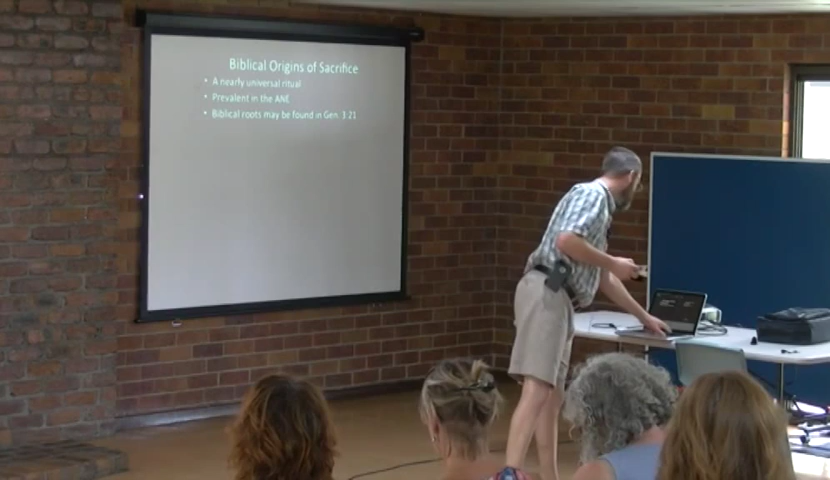 Biblical Origins of Sacrifice
• A nearly universal ritual
• Prevalent in the ANE
• Biblical roots may be found in Gen. 3:21